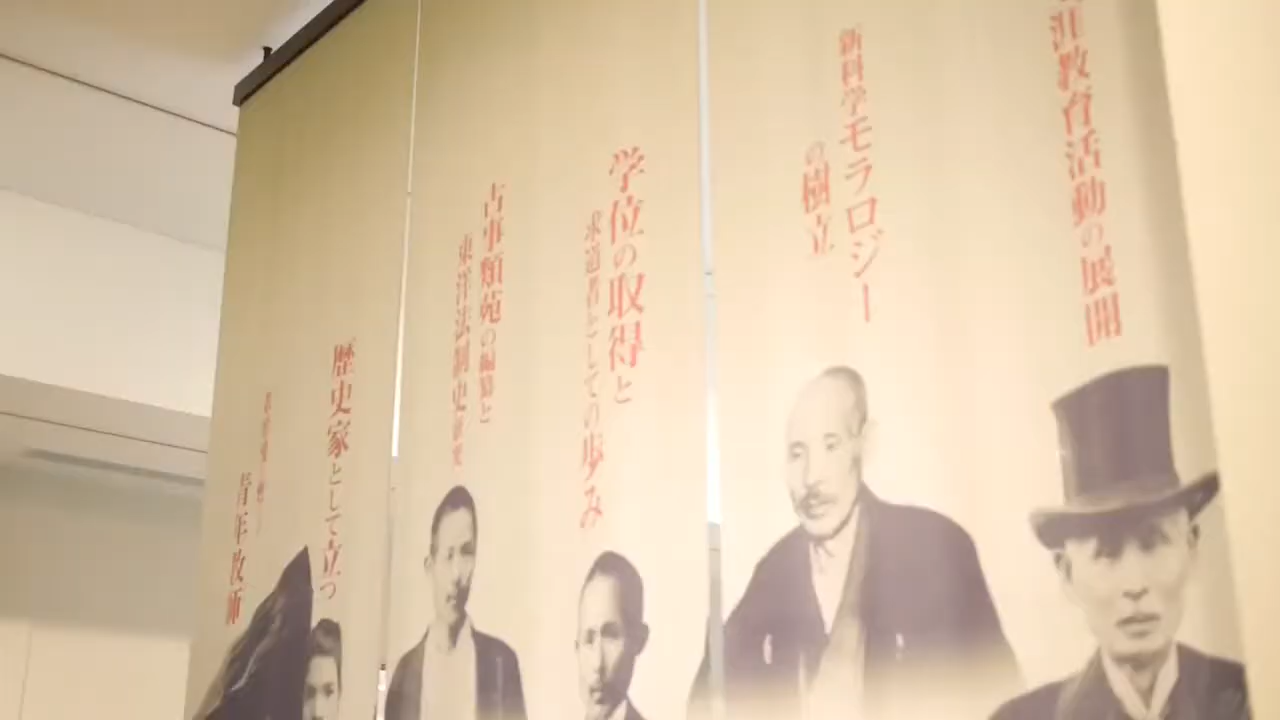 涯教育活動の展開
新科学モラロジー
の樹立
学位の取得と
求道者としての歩み
古事類苑の編纂と
東洋法制史研究
歴史家として立つ
青年教師